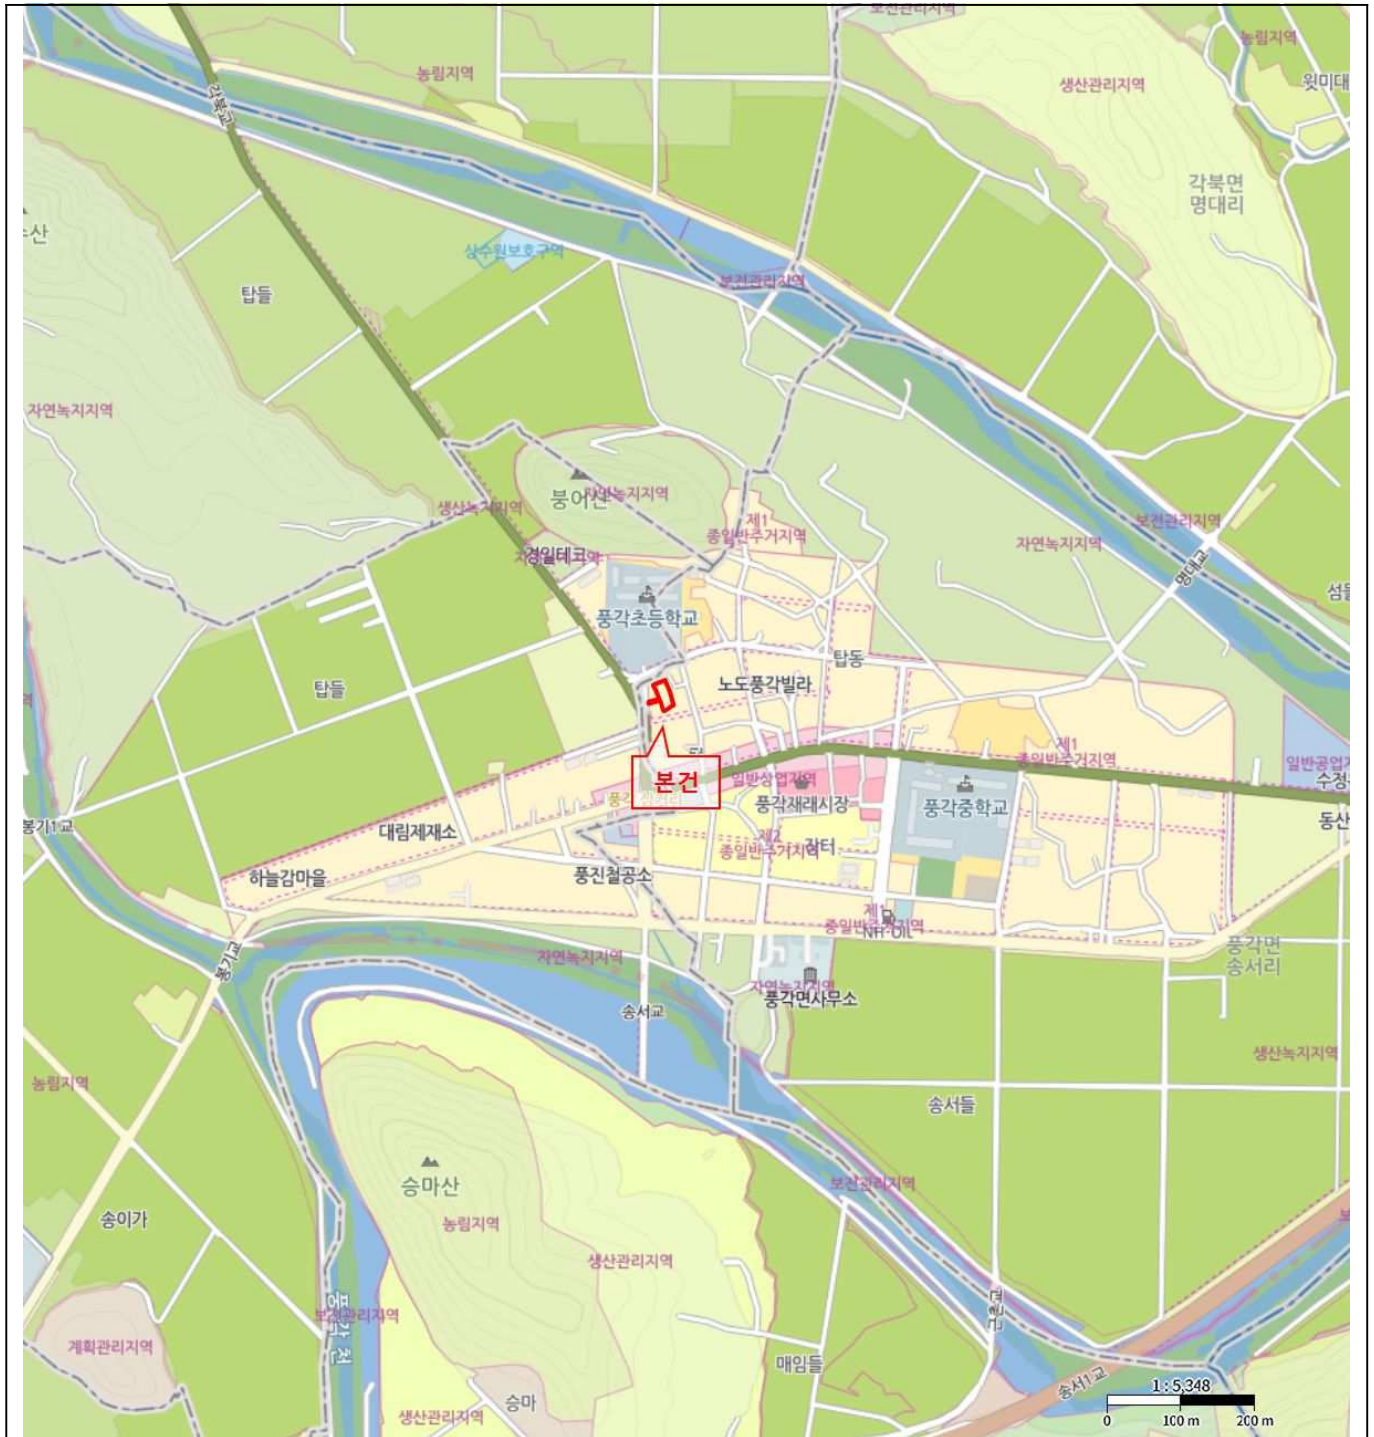 보전관리지역
농림지역
농림지역
생산관리지역
윗미대
각북교
각북면
명대리
상수원보호구역
보전관리지역
탑들
자연녹지지역
생산녹지지역
붕어산
자연녹지지역
제1
종일반주거지역
보전관리지역
자연녹지지역
명대교
경일테크
풍각초등학교
탑동
탑들
노도풍각빌라
본건
제1
종일반주거지역
일반공업지
수정
일반상업지역
풍각재래시장
풍각중학교
봉기1교
대림제재소
동산
제2
종일반주거지역
장터
하늘감마을
풍진철공소
제1
종일반주거지역
NH-OIL
봉기교
자연녹지지역
풍각면
송서리
자연녹지지역
풍각면사무소
송서교
생산녹지지역
농림지역
송서들
승마산
보전관리지역
송이가
농림지역
생산관리지역
보전관리지역
풍각천
계획관리지역
매임들
송서1교
승마
생산관리지역
1 : 5,348
0 100 m 200 m